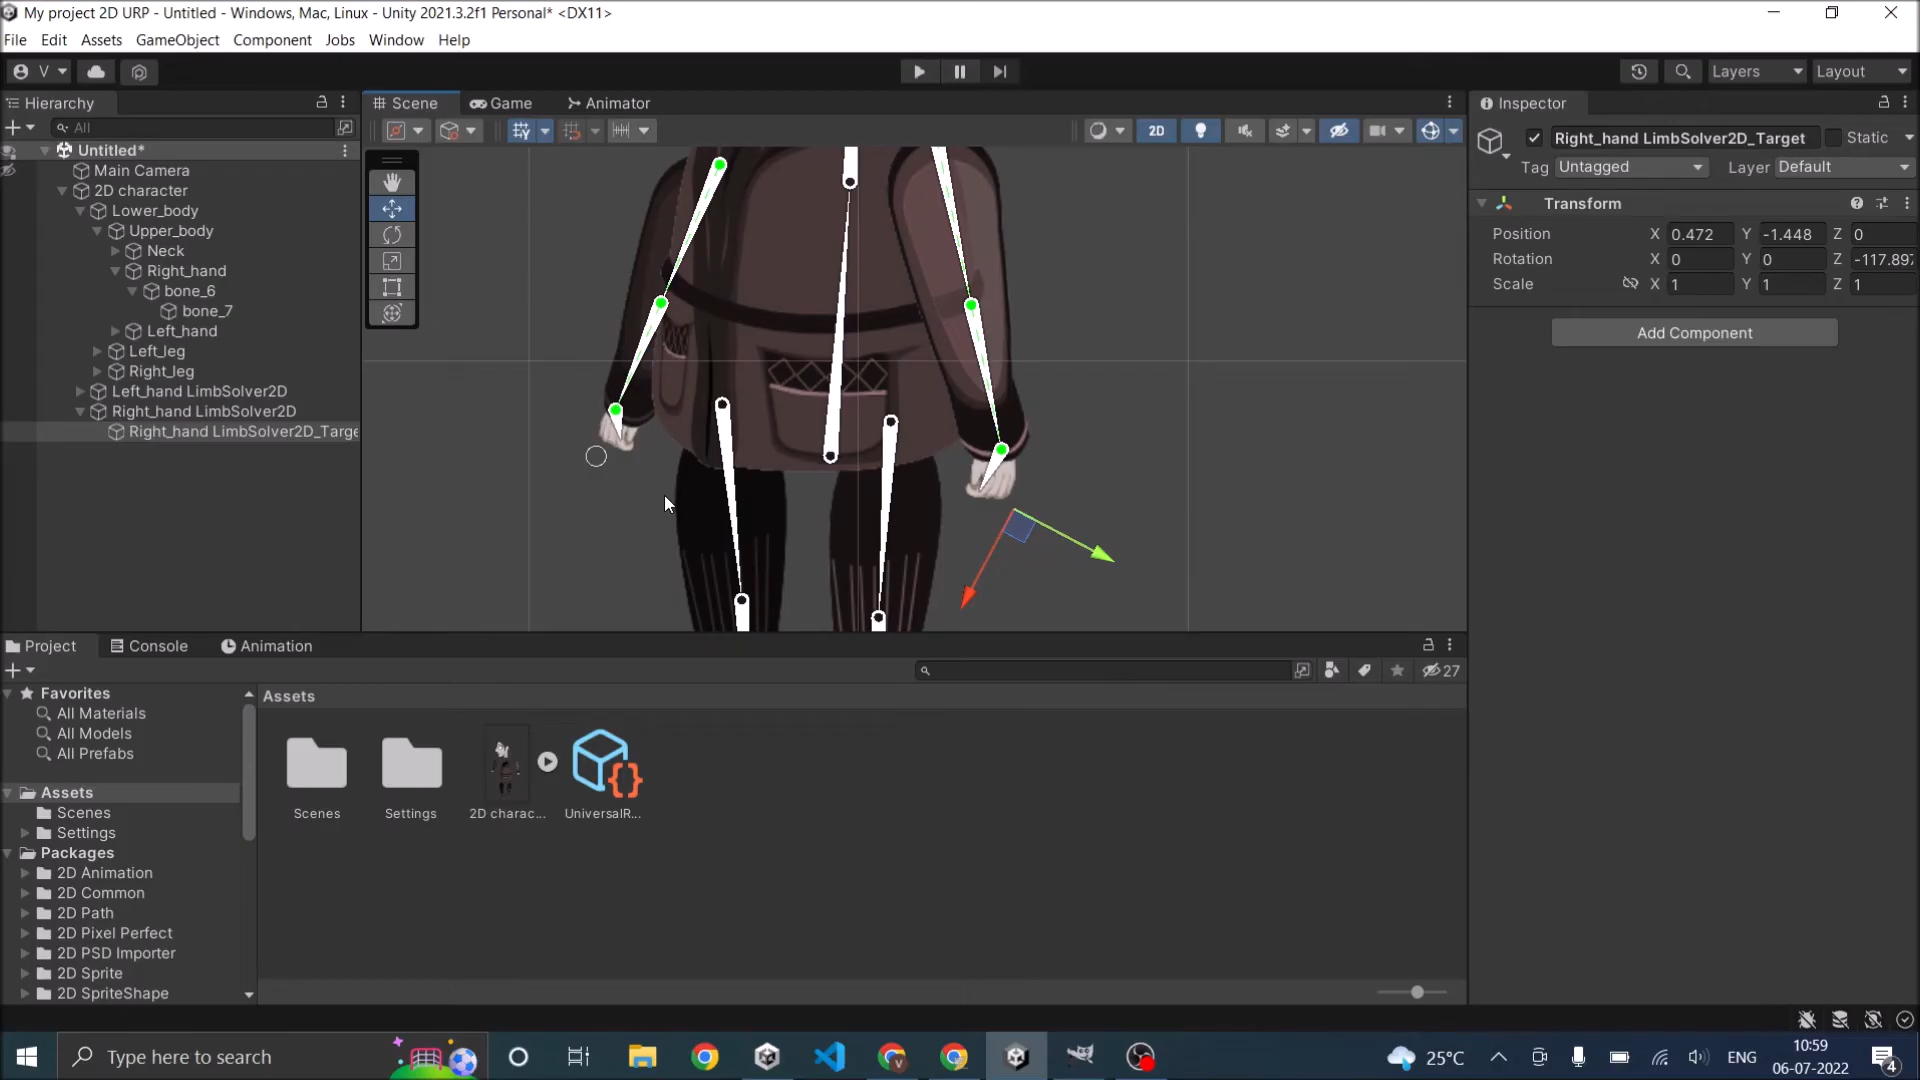 My project 2D URP - Untitled - Windows, Mac, Linux - Unity 2021.3.2f1 Personal* <DX11>
File Edit Assets GameObject Component Jobs Window Help
V Layers Layout
Hierarchy Scene Game Animator Inspector
All 2D Right_hand LimbSolver2D_Target Static
Untitled*
Main Camera Tag Untagged Layer Default
2D character
Lower_body Transform
Upper_body Position X 0.472 Y -1.448 Z 0
Neck Rotation X 0 Y 0 Z -117.897
Right_hand Scale X 1 Y 1 Z 1
bone_6
bone_7
Left_hand Add Component
Left_leg
Right_leg
Left_hand LimbSolver2D
Right_hand LimbSolver2D
Right_hand LimbSolver2D_Targe
Project Console Animation
27
Favorites Assets
All Materials
All Models
All Prefabs
Assets
Scenes Scenes Settings 2D charac... UniversalR...
Settings
Packages
2D Animation
2D Common
2D Path
2D Pixel Perfect
2D PSD Importer
2D Sprite
2D SpriteShape
Type here to search 25°C ENG 10:59
06-07-2022 4